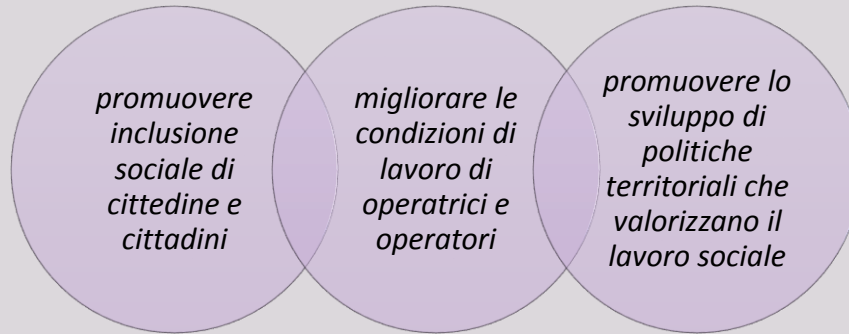 promuovere
inclusione
sociale di
cittedine e
cittadini
migliorare le
condizioni di
lavoro di
operatrici e
operatori
promuovere lo
sviluppo di
politiche
territoriali che
valorizzano il
lavoro sociale